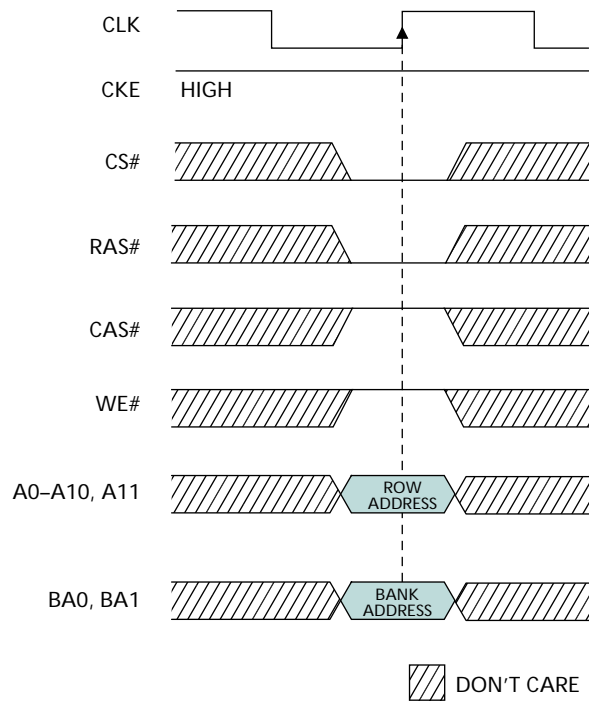 CLK
CKE HIGH
CS#
RAS#
CAS#
WE#
A0–A10, A11
ROW
ADDRESS
BA0, BA1
BANK
ADDRESS
DON'T CARE